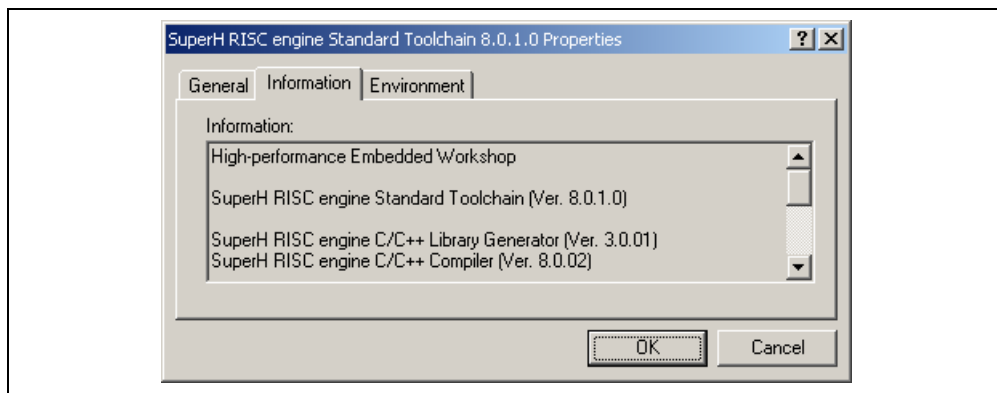 SuperH RISC engine Standard Toolchain 8.0.1.0 Properties
General Information Environment
Information:
High-performance Embedded Workshop
SuperH RISC engine Standard Toolchain (Ver. 8.0.1.0)
SuperH RISC engine C/C++ Library Generator (Ver. 3.0.01)
SuperH RISC engine C/C++ Compiler (Ver. 8.0.02)
OK Cancel